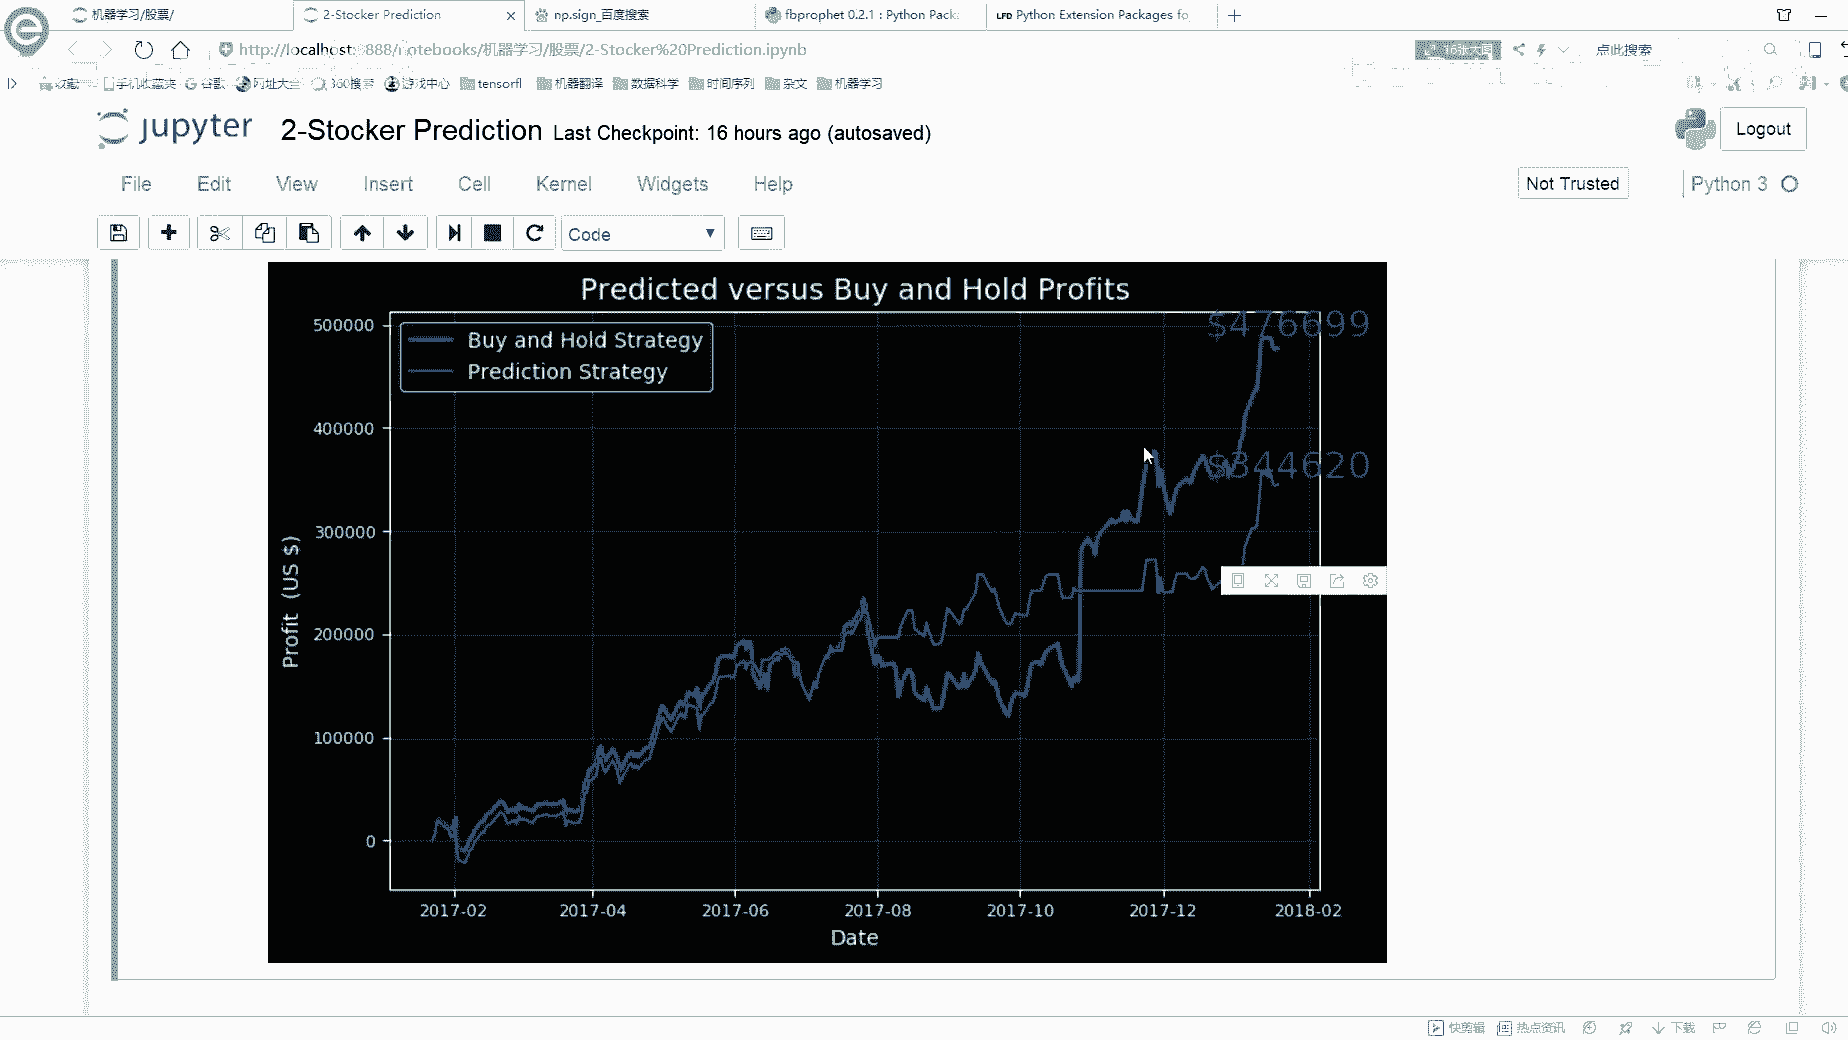 机器学习/股票/
2-Stocker Prediction
np.sign_百度搜索
fbprophet 0.2.1 : Python Pack
LFD Python Extension Packages fo
http://localhost:8888/notebooks/机器学习/股票/2-Stocker%20Prediction.ipynb
16张大图
点此搜索
收藏
手机收藏夹
谷歌
网址大全
360搜索
游戏中心
tensorfl
机器翻译
数据科学
时间序列
杂文
机器学习
jupyter
2-Stocker Prediction Last Checkpoint: 16 hours ago (autosaved)
Logout
File Edit View Insert Cell Kernel Widgets Help
Not Trusted
Python 3
Code
Predicted versus Buy and Hold Profits
Buy and Hold Strategy
Prediction Strategy
$476699
$344620
500000
400000
300000
200000
100000
0
Profit (US $)
2017-02 2017-04 2017-06 2017-08 2017-10 2017-12 2018-02
Date
快剪辑
热点资讯
下载